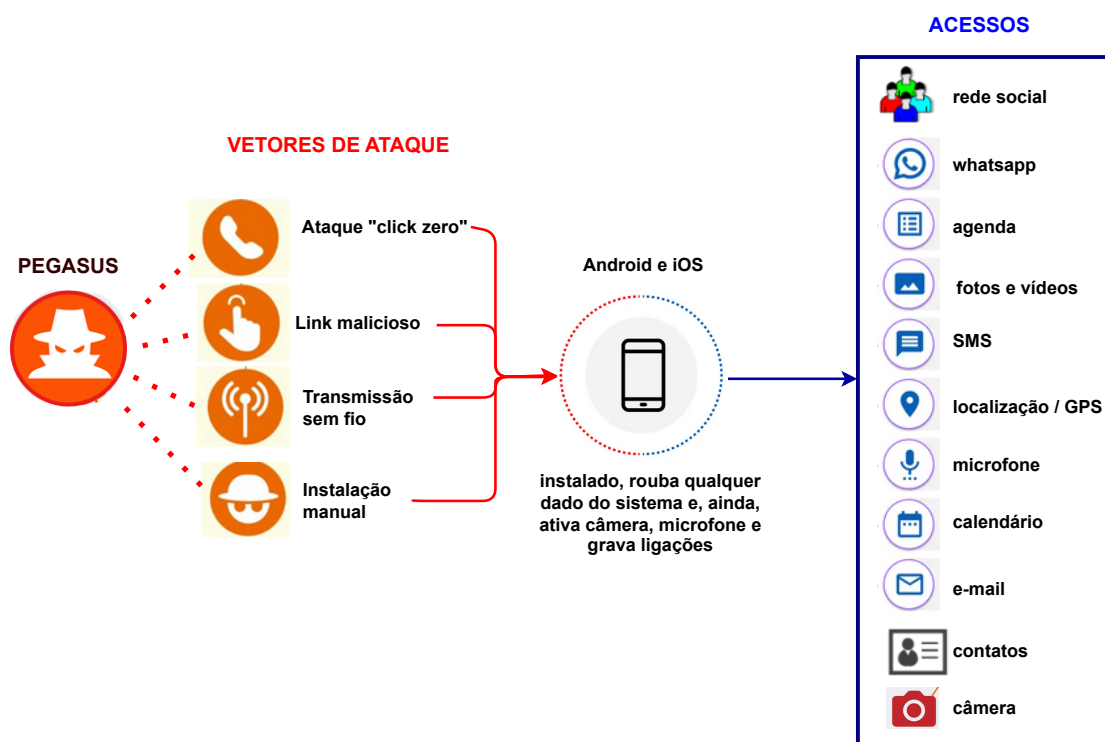 ACESSOS
VETORES DE ATAQUE
PEGASUS
Ataque "click zero"
Link malicioso
Transmissão
sem fio
Instalação
manual
Android e iOS
instalado, rouba qualquer
dado do sistema e, ainda,
ativa câmera, microfone e
grava ligações
rede social
whatsapp
agenda
fotos e vídeos
SMS
localização / GPS
microfone
calendário
e-mail
contatos
câmera